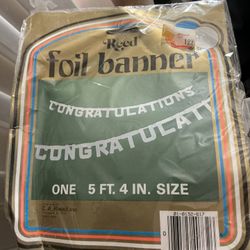 Reed
foil banner
CONGRATULATIONS
CONGRATULATI
ONE 5 FT. 4 IN. SIZE